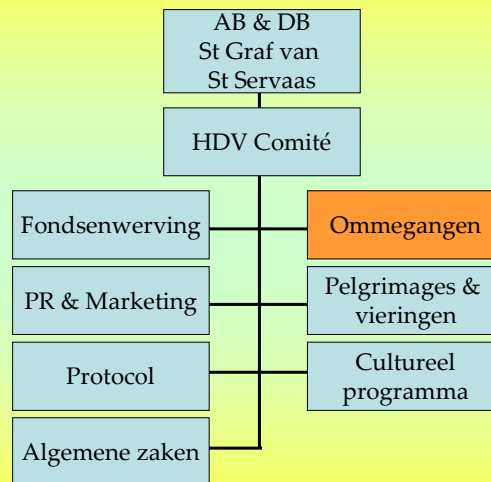 AB & DB
St Graf van
St Servaas
HDV Comité
Fondsenwerving
Ommegangen
PR & Marketing
Pelgrimages &
vieringen
Protocol
Cultureel
programma
Algemene zaken